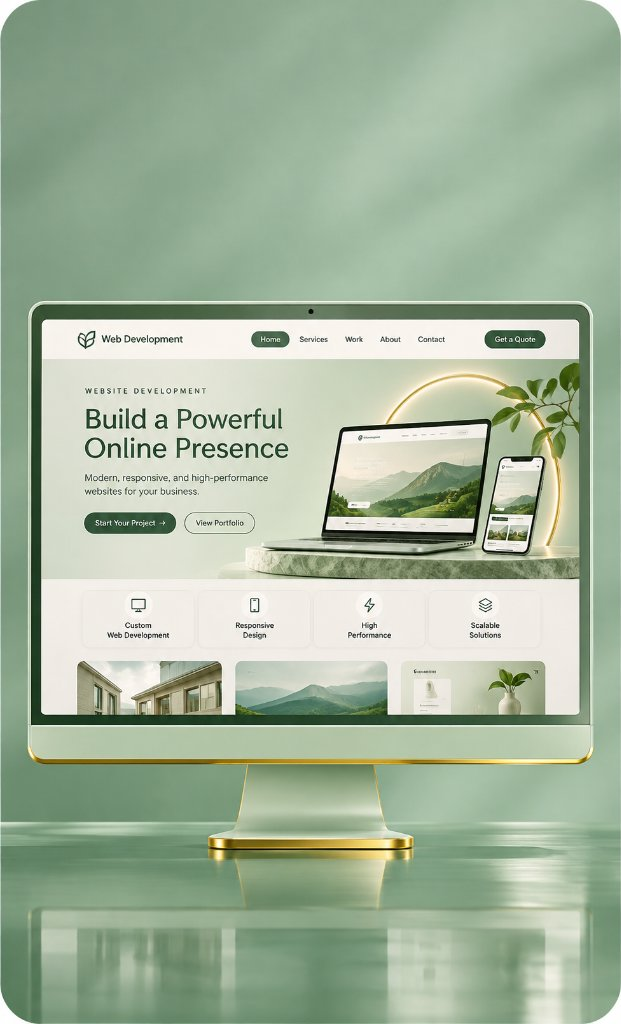 Web Development
Home
Services
Work
About
Contact
Get a Quote
WEBSITE DEVELOPMENT
Build a Powerful
Online Presence
Modern, responsive, and high-performance
websites for your business.
Start Your Project →
View Portfolio
Custom
Web Development
Responsive
Design
High
Performance
Scalable
Solutions